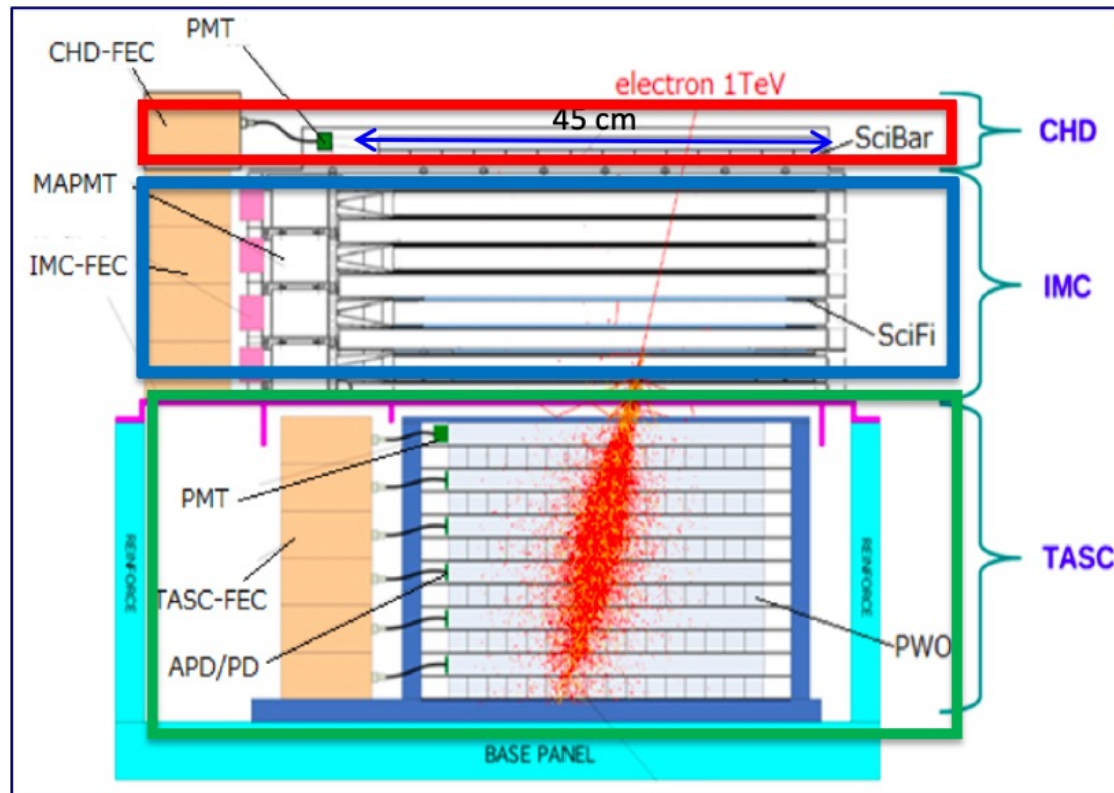 PMT
CHD-FEC
electron 1TeV
45 cm
CHD
SciBar
MAPMT
IMC-FEC
IMC
SciFi
PMT
REINFORCE
REINFORCE
TASC
TASC-FEC
PWO
APD/PD
BASE PANEL